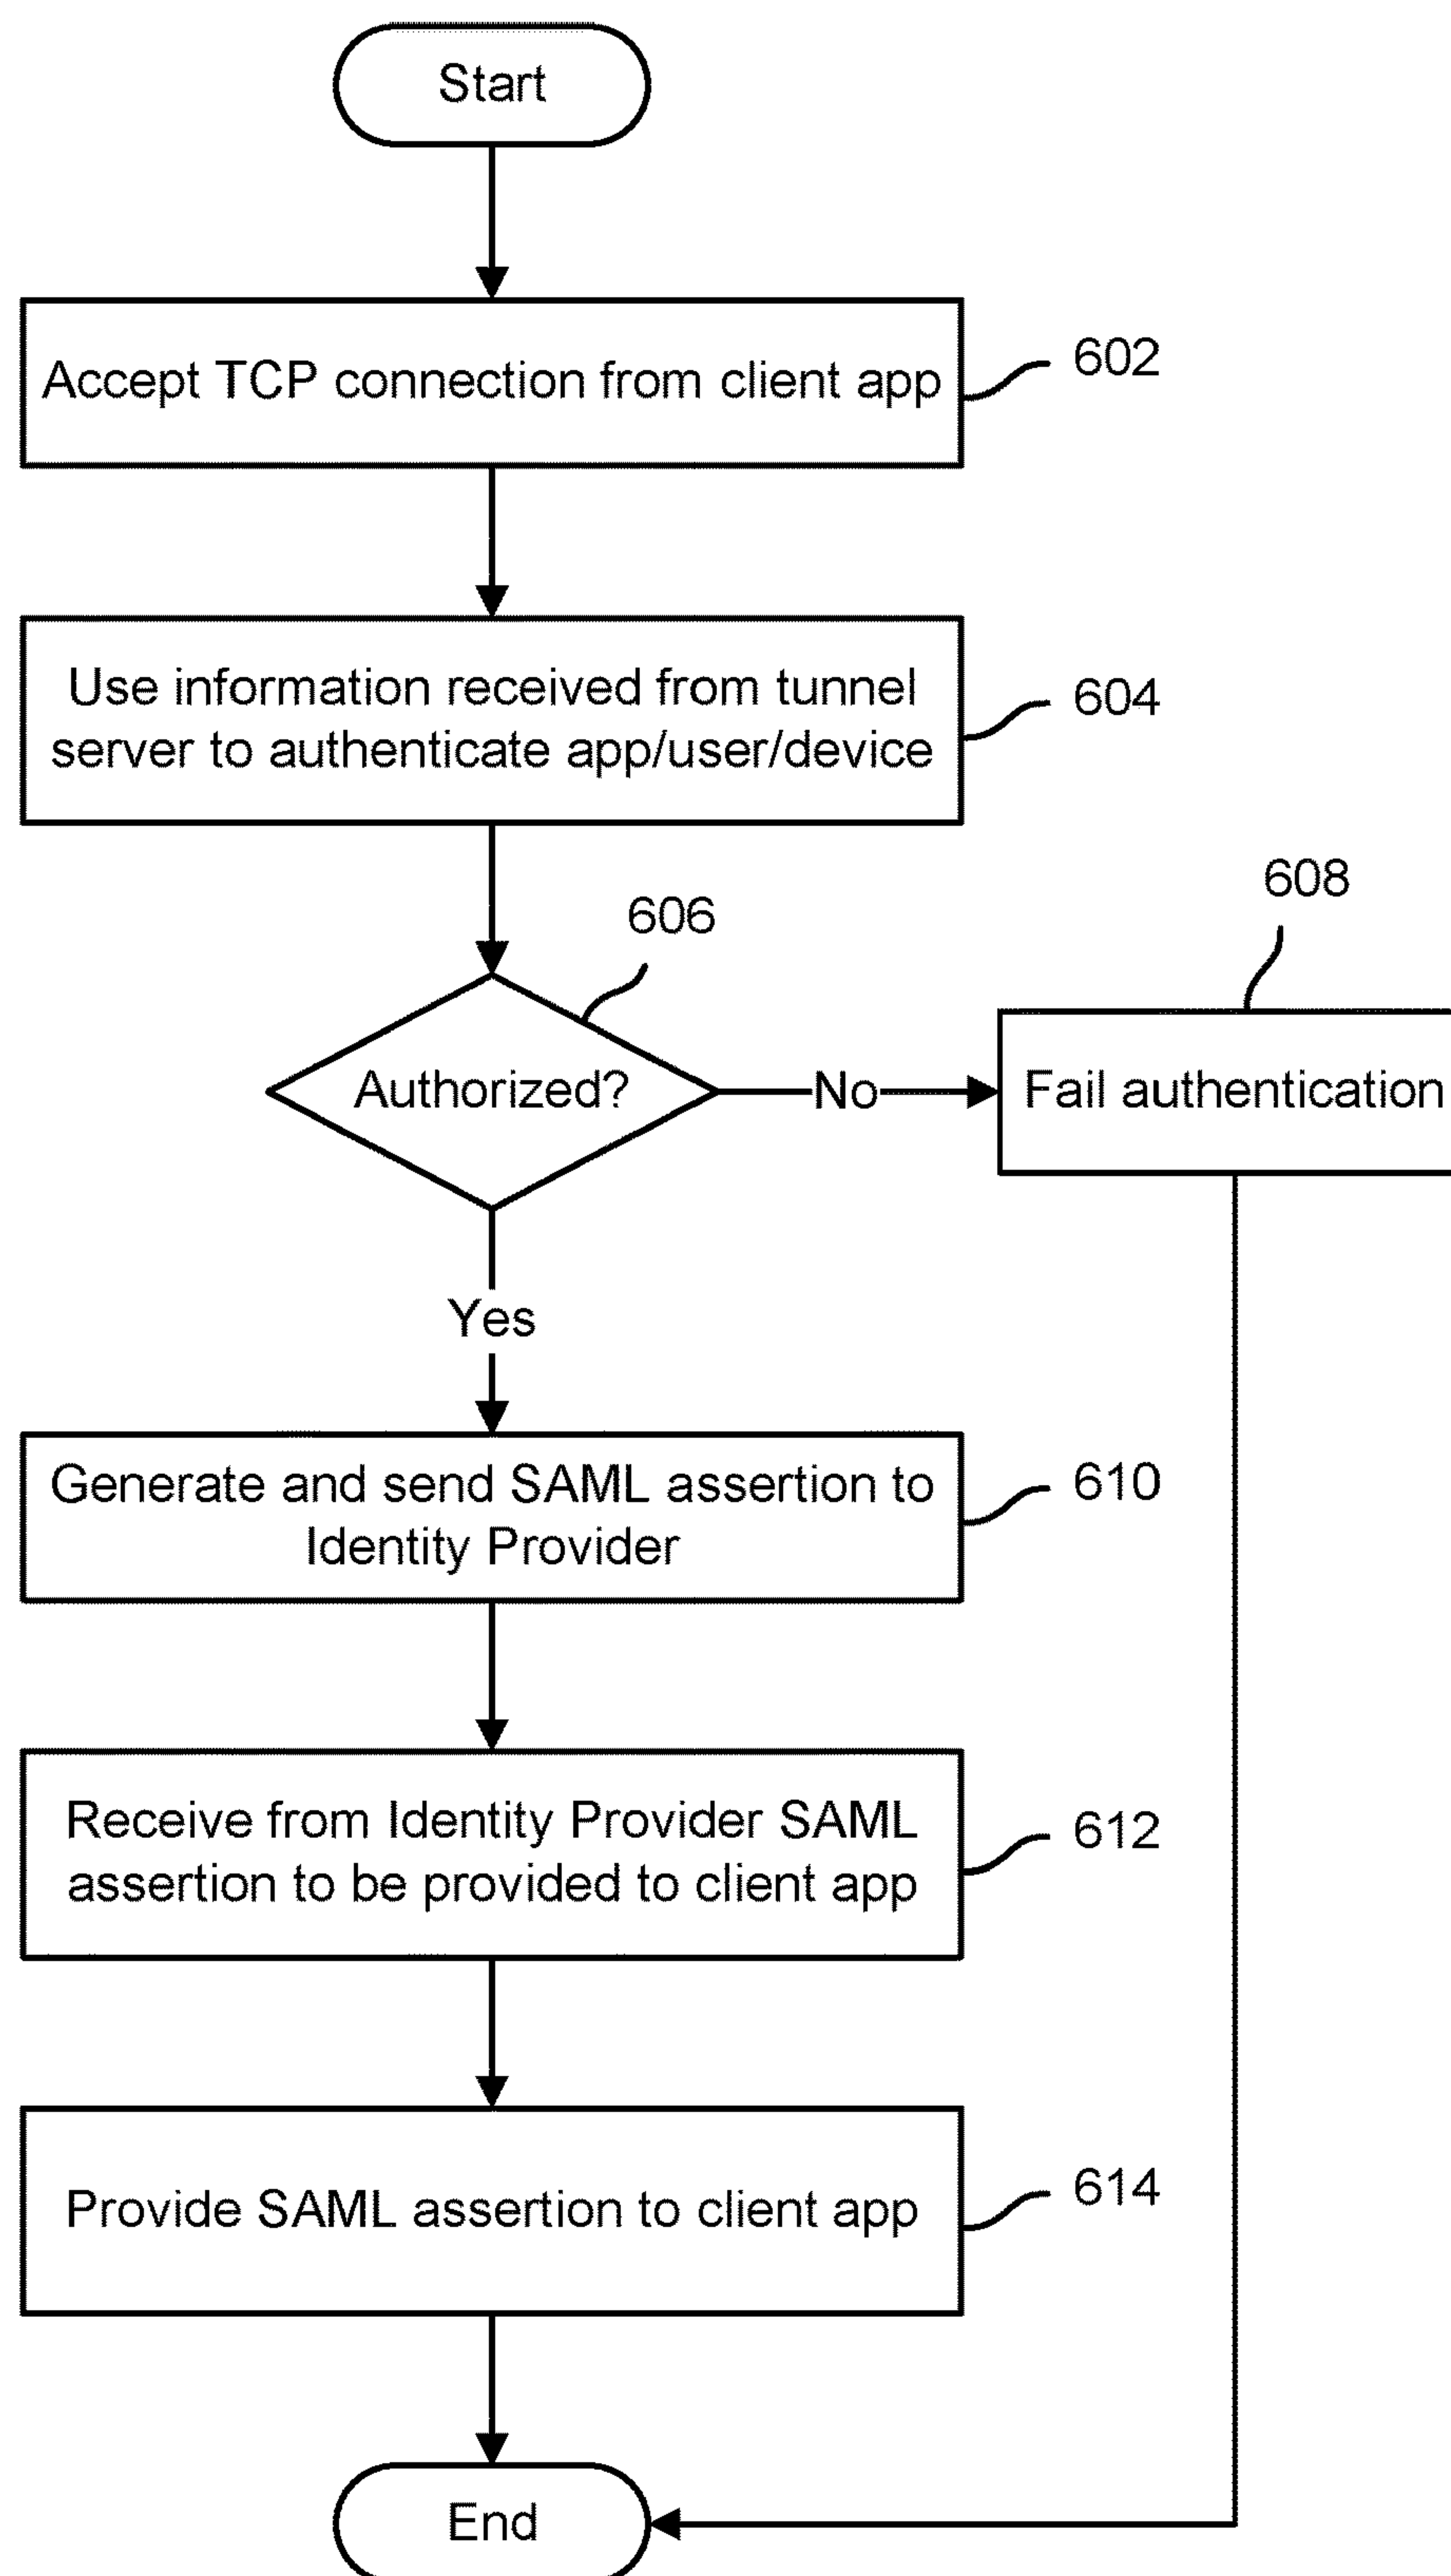 Start
Accept TCP connection from client app
602
Use information received from tunnel
server to authenticate app/user/device
604
606
608
Authorized?
No
Fail authentication
Yes
Generate and send SAML assertion to
Identity Provider
610
Receive from Identity Provider SAML
assertion to be provided to client app
612
Provide SAML assertion to client app
614
End